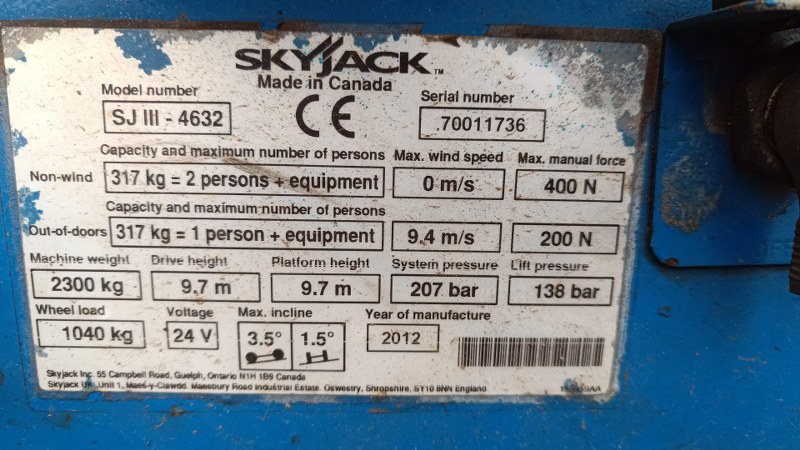 SKYJACK™
Made in Canada
CE
Model number
SJ III - 4632
Serial number
70011736
Capacity and maximum number of persons Max. wind speed Max. manual force
Non-wind 317 kg = 2 persons + equipment 0 m/s 400 N
Capacity and maximum number of persons
Out-of-doors 317 kg = 1 person + equipment 9.4 m/s 200 N
Machine weight Drive height Platform height System pressure Lift pressure
2300 kg 9.7 m 9.7 m 207 bar 138 bar
Wheel load Voltage Max. incline Year of manufacture
1040 kg 24 V 3.5° 1.5° 2012
Skyjack Inc. 55 Campbell Road, Guelph, Ontario N1H 1B9 Canada
Skyjack UK, Unit 1, Maes-y-Clawdd, Maesbury Road Industrial Estate, Oswestry, Shropshire, SY10 8NN England